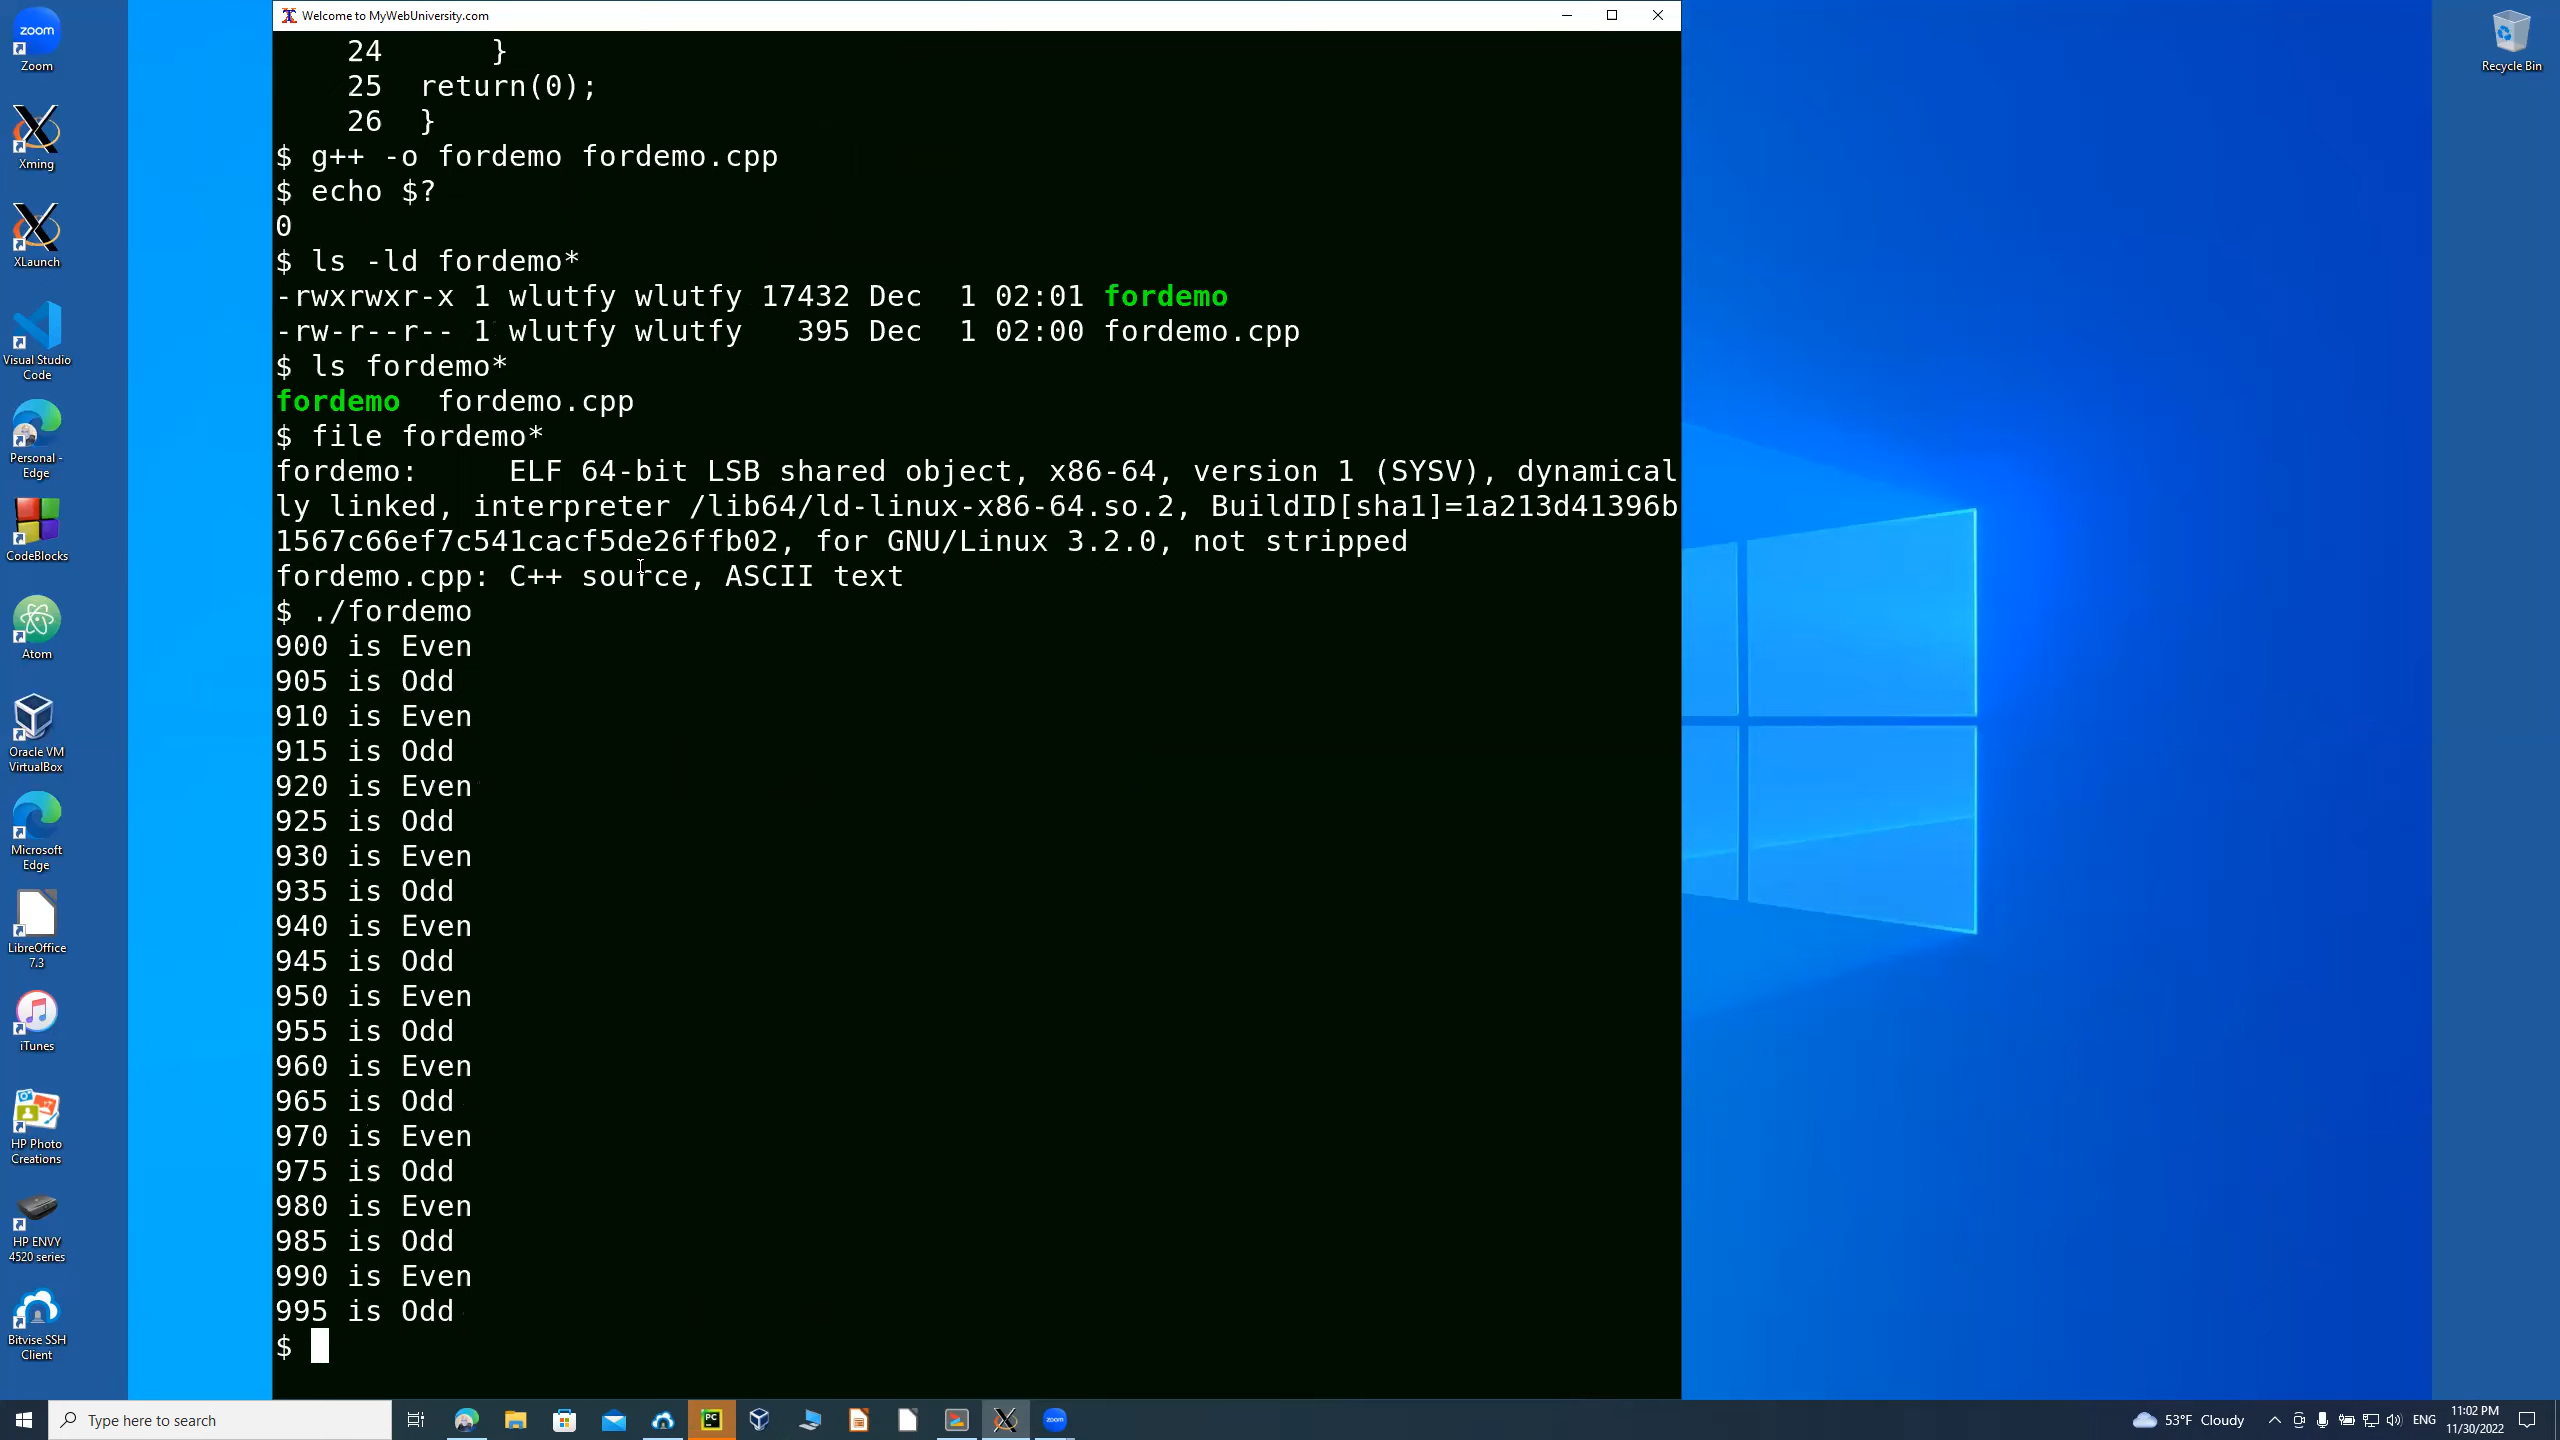 Welcome to MyWebUniversity.com
24 }
25 return(0);
26 }
$ g++ -o fordemo fordemo.cpp
$ echo $?
0
$ ls -ld fordemo*
-rwxrwxr-x 1 wlutfy wlutfy 17432 Dec 1 02:01 fordemo
-rw-r--r-- 1 wlutfy wlutfy 395 Dec 1 02:00 fordemo.cpp
$ ls fordemo*
fordemo fordemo.cpp
$ file fordemo*
fordemo: ELF 64-bit LSB shared object, x86-64, version 1 (SYSV), dynamical
ly linked, interpreter /lib64/ld-linux-x86-64.so.2, BuildID[sha1]=1a213d41396b
1567c66ef7c541cacf5de26ffb02, for GNU/Linux 3.2.0, not stripped
fordemo.cpp: C++ source, ASCII text
$ ./fordemo
900 is Even
905 is Odd
910 is Even
915 is Odd
920 is Even
925 is Odd
930 is Even
935 is Odd
940 is Even
945 is Odd
950 is Even
955 is Odd
960 is Even
965 is Odd
970 is Even
975 is Odd
980 is Even
985 is Odd
990 is Even
995 is Odd
$
zoom
Zoom
Xming
XLaunch
Visual Studio
Code
Personal -
Edge
CodeBlocks
Atom
Oracle VM
VirtualBox
Microsoft
Edge
LibreOffice
7.3
iTunes
HP Photo
Creations
HP ENVY
4520 series
Bitvise SSH
Client
Recycle Bin
Type here to search
PC
zoom
53°F Cloudy
ENG
11:02 PM
11/30/2022